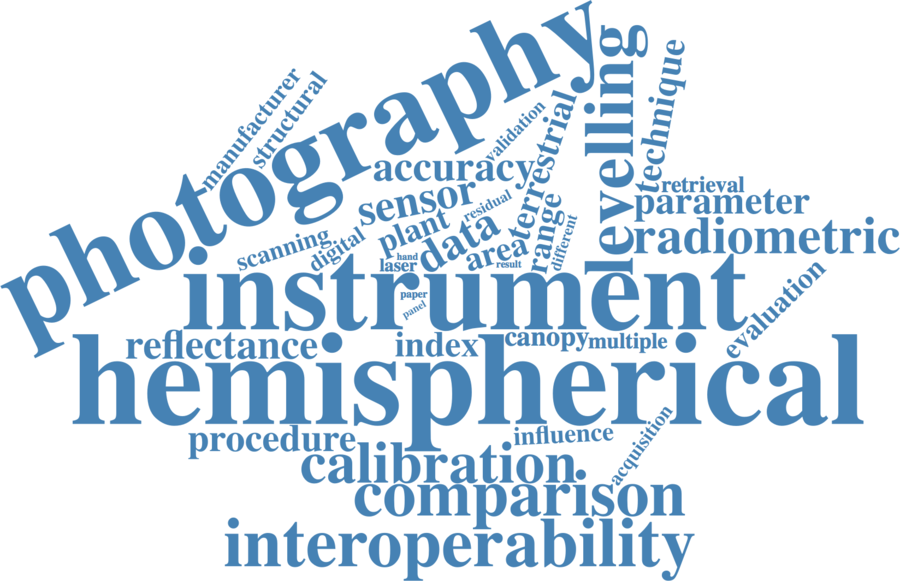 photography
levelling
technique
manufacturer
structural
validation
terrestrial
accuracy
retrieval
parameter
sensor
residual
range
different
radiometric
plant
data
area
scanning
digital
hand
laser
result
instrument
paper
panel
evaluation
reflectance
index
canopy
multiple
hemispherical
procedure
influence
acquisition
calibration
comparison
interoperability